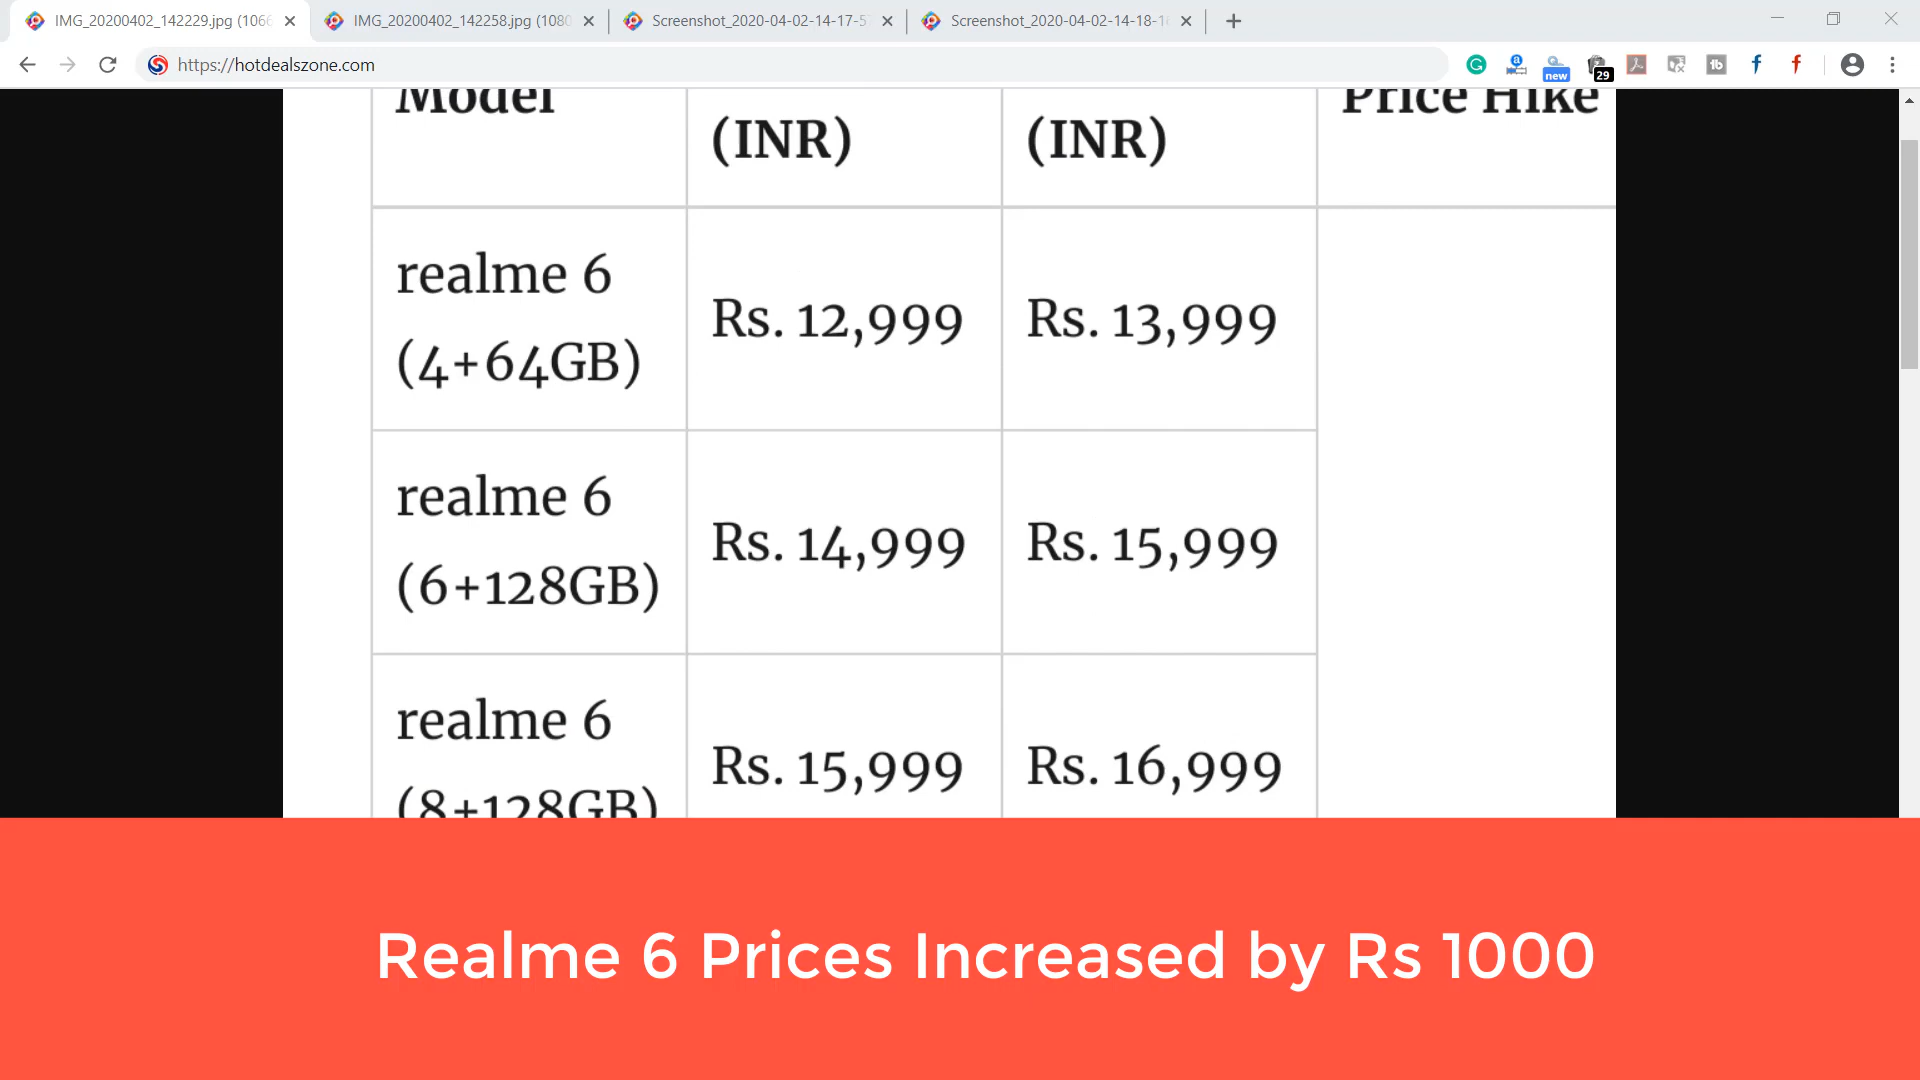 IMG_20200402_142229.jpg (1066
IMG_20200402_142258.jpg (1080
Screenshot_2020-04-02-14-17-5
Screenshot_2020-04-02-14-18-1
https://hotdealszone.com
new
29
Model
(INR)
(INR)
Price Hike
realme 6
(4+64GB)
Rs. 12,999
Rs. 13,999
realme 6
(6+128GB)
Rs. 14,999
Rs. 15,999
realme 6
(8+128GB)
Rs. 15,999
Rs. 16,999
Realme 6 Prices Increased by Rs 1000